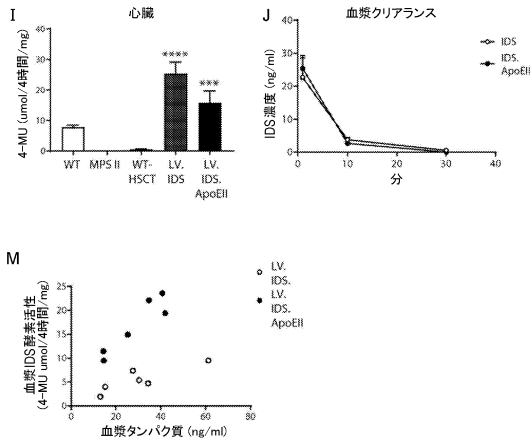 I
心臓
4-MU (umol/4時間/mg)
40
30
20
10
0
****
***
WT
MPS II
WT-
HSCT
LV.
IDS
LV.
IDS.
ApoEII
J
血漿クリアランス
IDS濃度 (ng/ml)
40
30
20
10
0
0
10
20
30
40
分
IDS
IDS.
ApoEII
M
血漿IDS酵素活性
(4-MU umol/4時間/mg)
25
20
15
10
5
0
0
20
40
60
80
血漿タンパク質 (ng/ml)
LV.
IDS.
LV.
IDS.
ApoEII